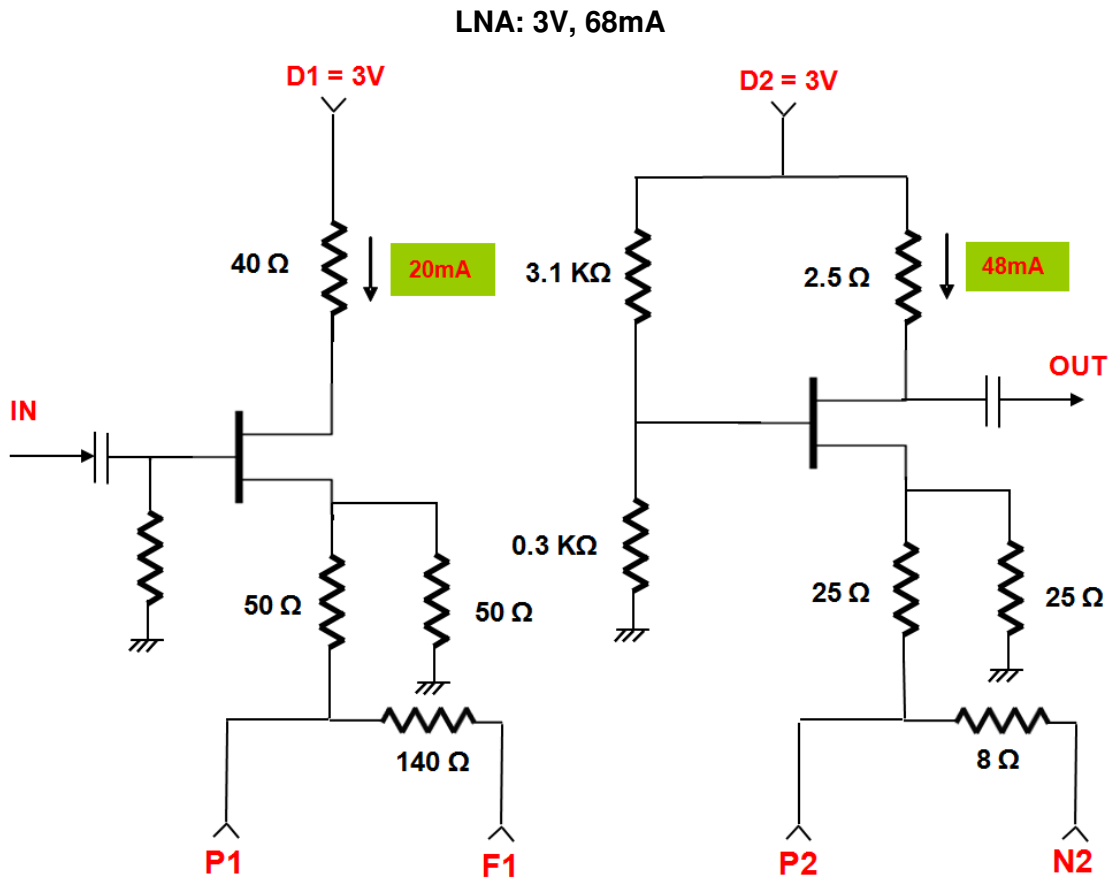 LNA: 3V, 68mA
D1 = 3V
D2 = 3V
40 Ω
20mA
3.1 KΩ
2.5 Ω
48mA
IN
OUT
0.3 KΩ
50 Ω
50 Ω
25 Ω
25 Ω
140 Ω
8 Ω
P1
F1
P2
N2